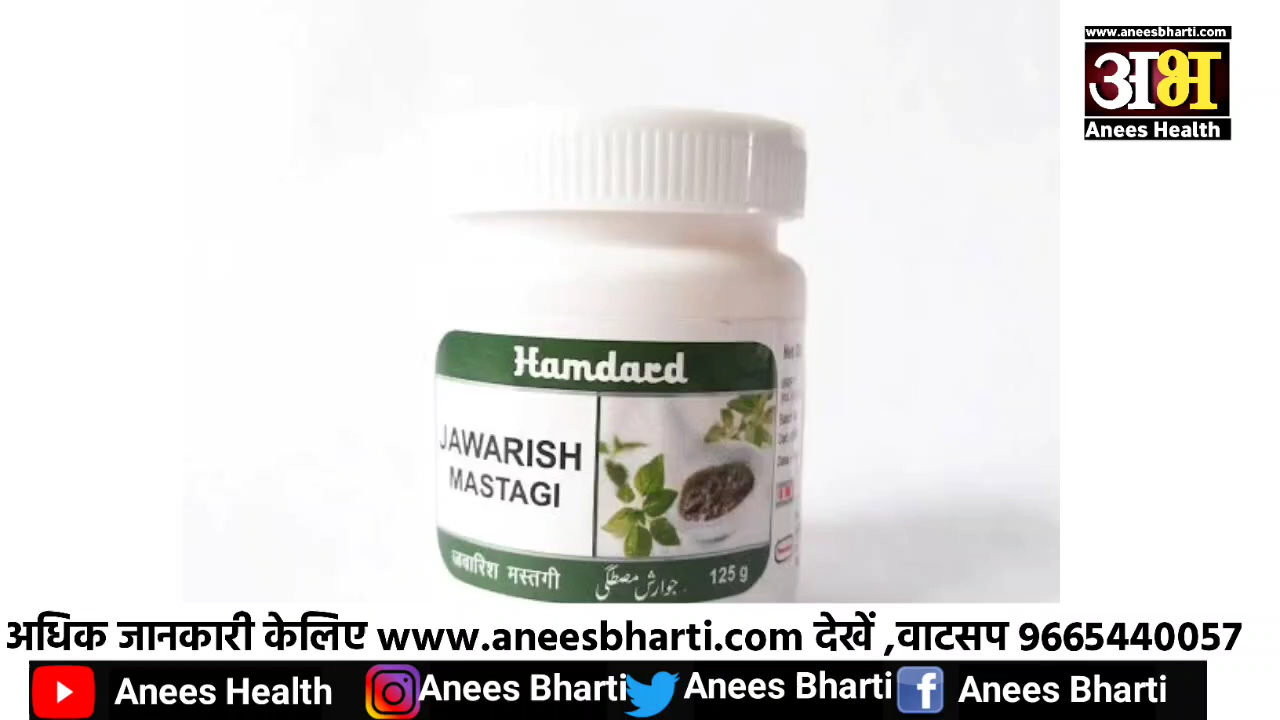 www.aneesbharti.com
अभ
Anees Health
Hamdard
JAWARISH
MASTAGI
जवारिश मस्तगी
جوارش مصطگی
125 g
अधिक जानकारी केलिए www.aneesbharti.com देखें ,वाटसप 9665440057
Anees Health Anees Bharti Anees Bharti Anees Bharti